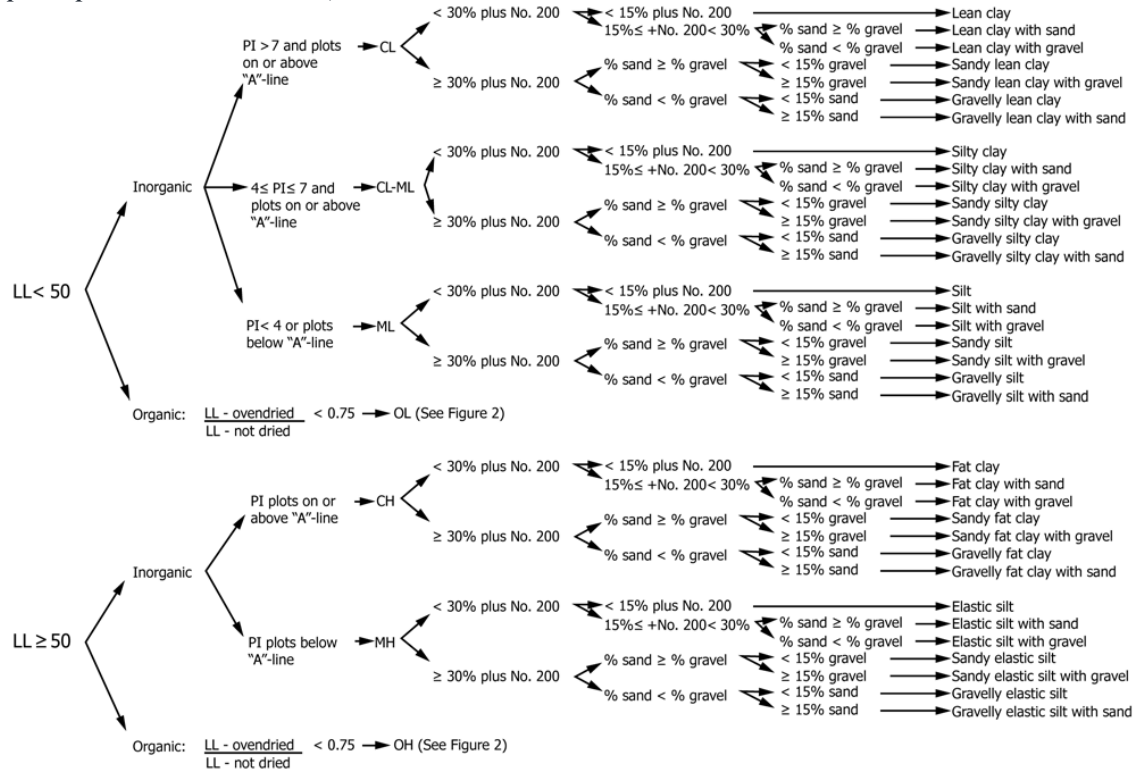 < 30% plus No. 200 < 15% plus No. 200 Lean clay
15%≤ +No. 200< 30% % sand ≥ % gravel Lean clay with sand
% sand < % gravel Lean clay with gravel
PI >7 and plots on or above "A"-line CL
≥ 30% plus No. 200 % sand ≥ % gravel < 15% gravel Sandy lean clay
≥ 15% gravel Sandy lean clay with gravel
% sand < % gravel < 15% sand Gravelly lean clay
≥ 15% sand Gravelly lean clay with sand
< 30% plus No. 200 < 15% plus No. 200 Silty clay
15%≤ +No. 200< 30% % sand ≥ % gravel Silty clay with sand
% sand < % gravel Silty clay with gravel
Inorganic 4≤ PI≤ 7 and plots on or above "A"-line CL-ML
≥ 30% plus No. 200 % sand ≥ % gravel < 15% gravel Sandy silty clay
≥ 15% gravel Sandy silty clay with gravel
% sand < % gravel < 15% sand Gravelly silty clay
≥ 15% sand Gravelly silty clay with sand
LL< 50
< 30% plus No. 200 < 15% plus No. 200 Silt
15%≤ +No. 200< 30% % sand ≥ % gravel Silt with sand
% sand < % gravel Silt with gravel
PI< 4 or plots below "A"-line ML
≥ 30% plus No. 200 % sand ≥ % gravel < 15% gravel Sandy silt
≥ 15% gravel Sandy silt with gravel
% sand < % gravel < 15% sand Gravelly silt
≥ 15% sand Gravelly silt with sand
Organic: LL - ovendried < 0.75 OL (See Figure 2)
LL - not dried
< 30% plus No. 200 < 15% plus No. 200 Fat clay
15%≤ +No. 200< 30% % sand ≥ % gravel Fat clay with sand
% sand < % gravel Fat clay with gravel
PI plots on or above "A"-line CH
≥ 30% plus No. 200 % sand ≥ % gravel < 15% gravel Sandy fat clay
≥ 15% gravel Sandy fat clay with gravel
% sand < % gravel < 15% sand Gravelly fat clay
≥ 15% sand Gravelly fat clay with sand
Inorganic
< 30% plus No. 200 < 15% plus No. 200 Elastic silt
15%≤ +No. 200< 30% % sand ≥ % gravel Elastic silt with sand
% sand < % gravel Elastic silt with gravel
LL ≥ 50
PI plots below "A"-line MH
≥ 30% plus No. 200 % sand ≥ % gravel < 15% gravel Sandy elastic silt
≥ 15% gravel Sandy elastic silt with gravel
% sand < % gravel < 15% sand Gravelly elastic silt
≥ 15% sand Gravelly elastic silt with sand
Organic: LL - ovendried < 0.75 OH (See Figure 2)
LL - not dried